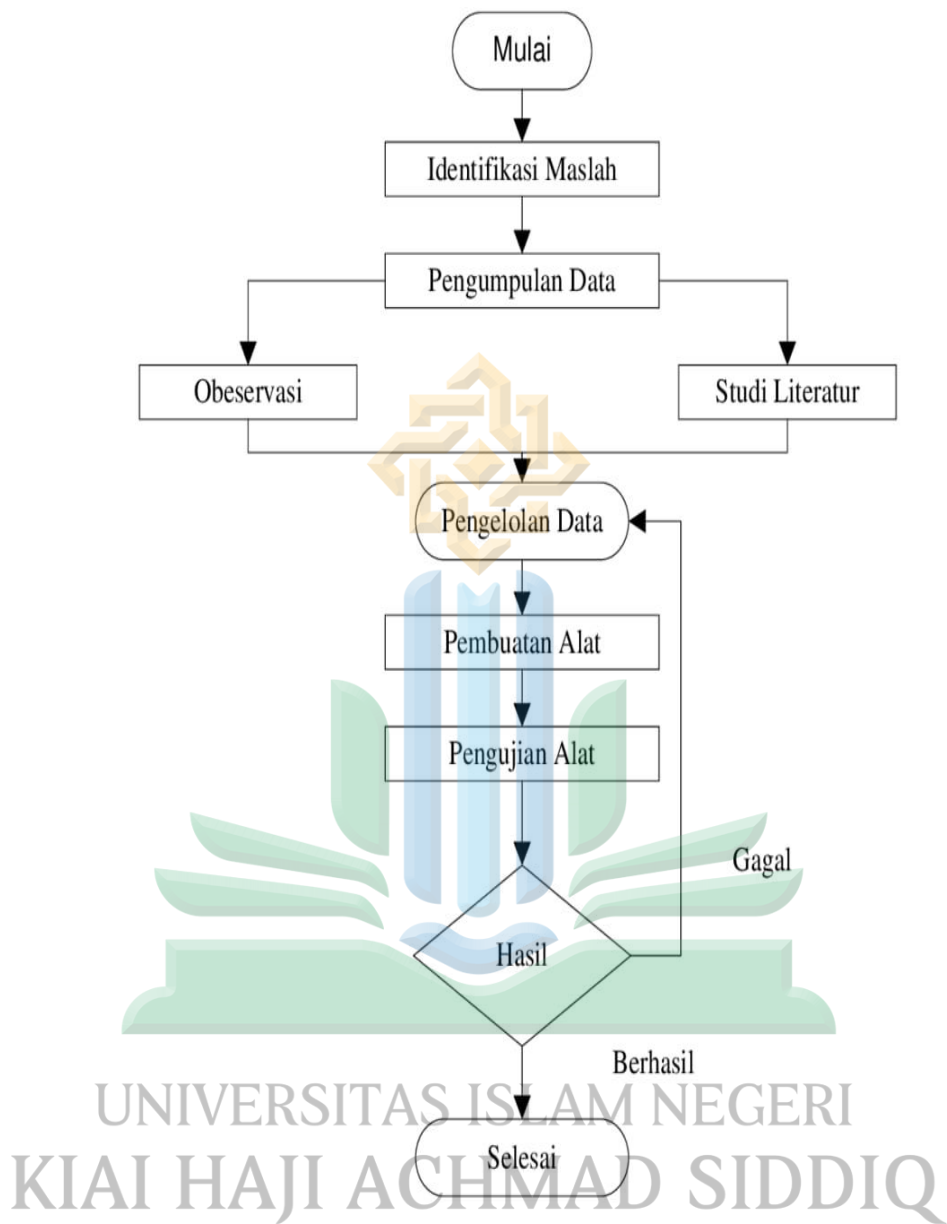 Mulai
Identifikasi Maslah
Pengumpulan Data
Obeservasi
Studi Literatur
Pengelolan Data
Pembuatan Alat
Pengujian Alat
Gagal
Hasil
Berhasil
UNIVERSITAS ISLAM NEGERI
Selesai
KIAI HAJI ACHMAD SIDDIQ